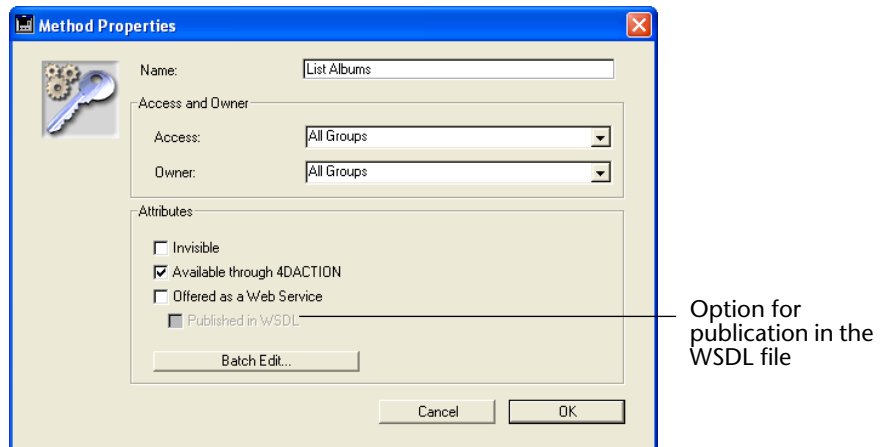 Method Properties
Name:
List Albums
Access and Owner
Access:
All Groups
Owner:
All Groups
Attributes
Invisible
Available through 4DACTION
Offered as a Web Service
Published in WSDL
Batch Edit...
Cancel
OK
Option for
publication in the
WSDL file